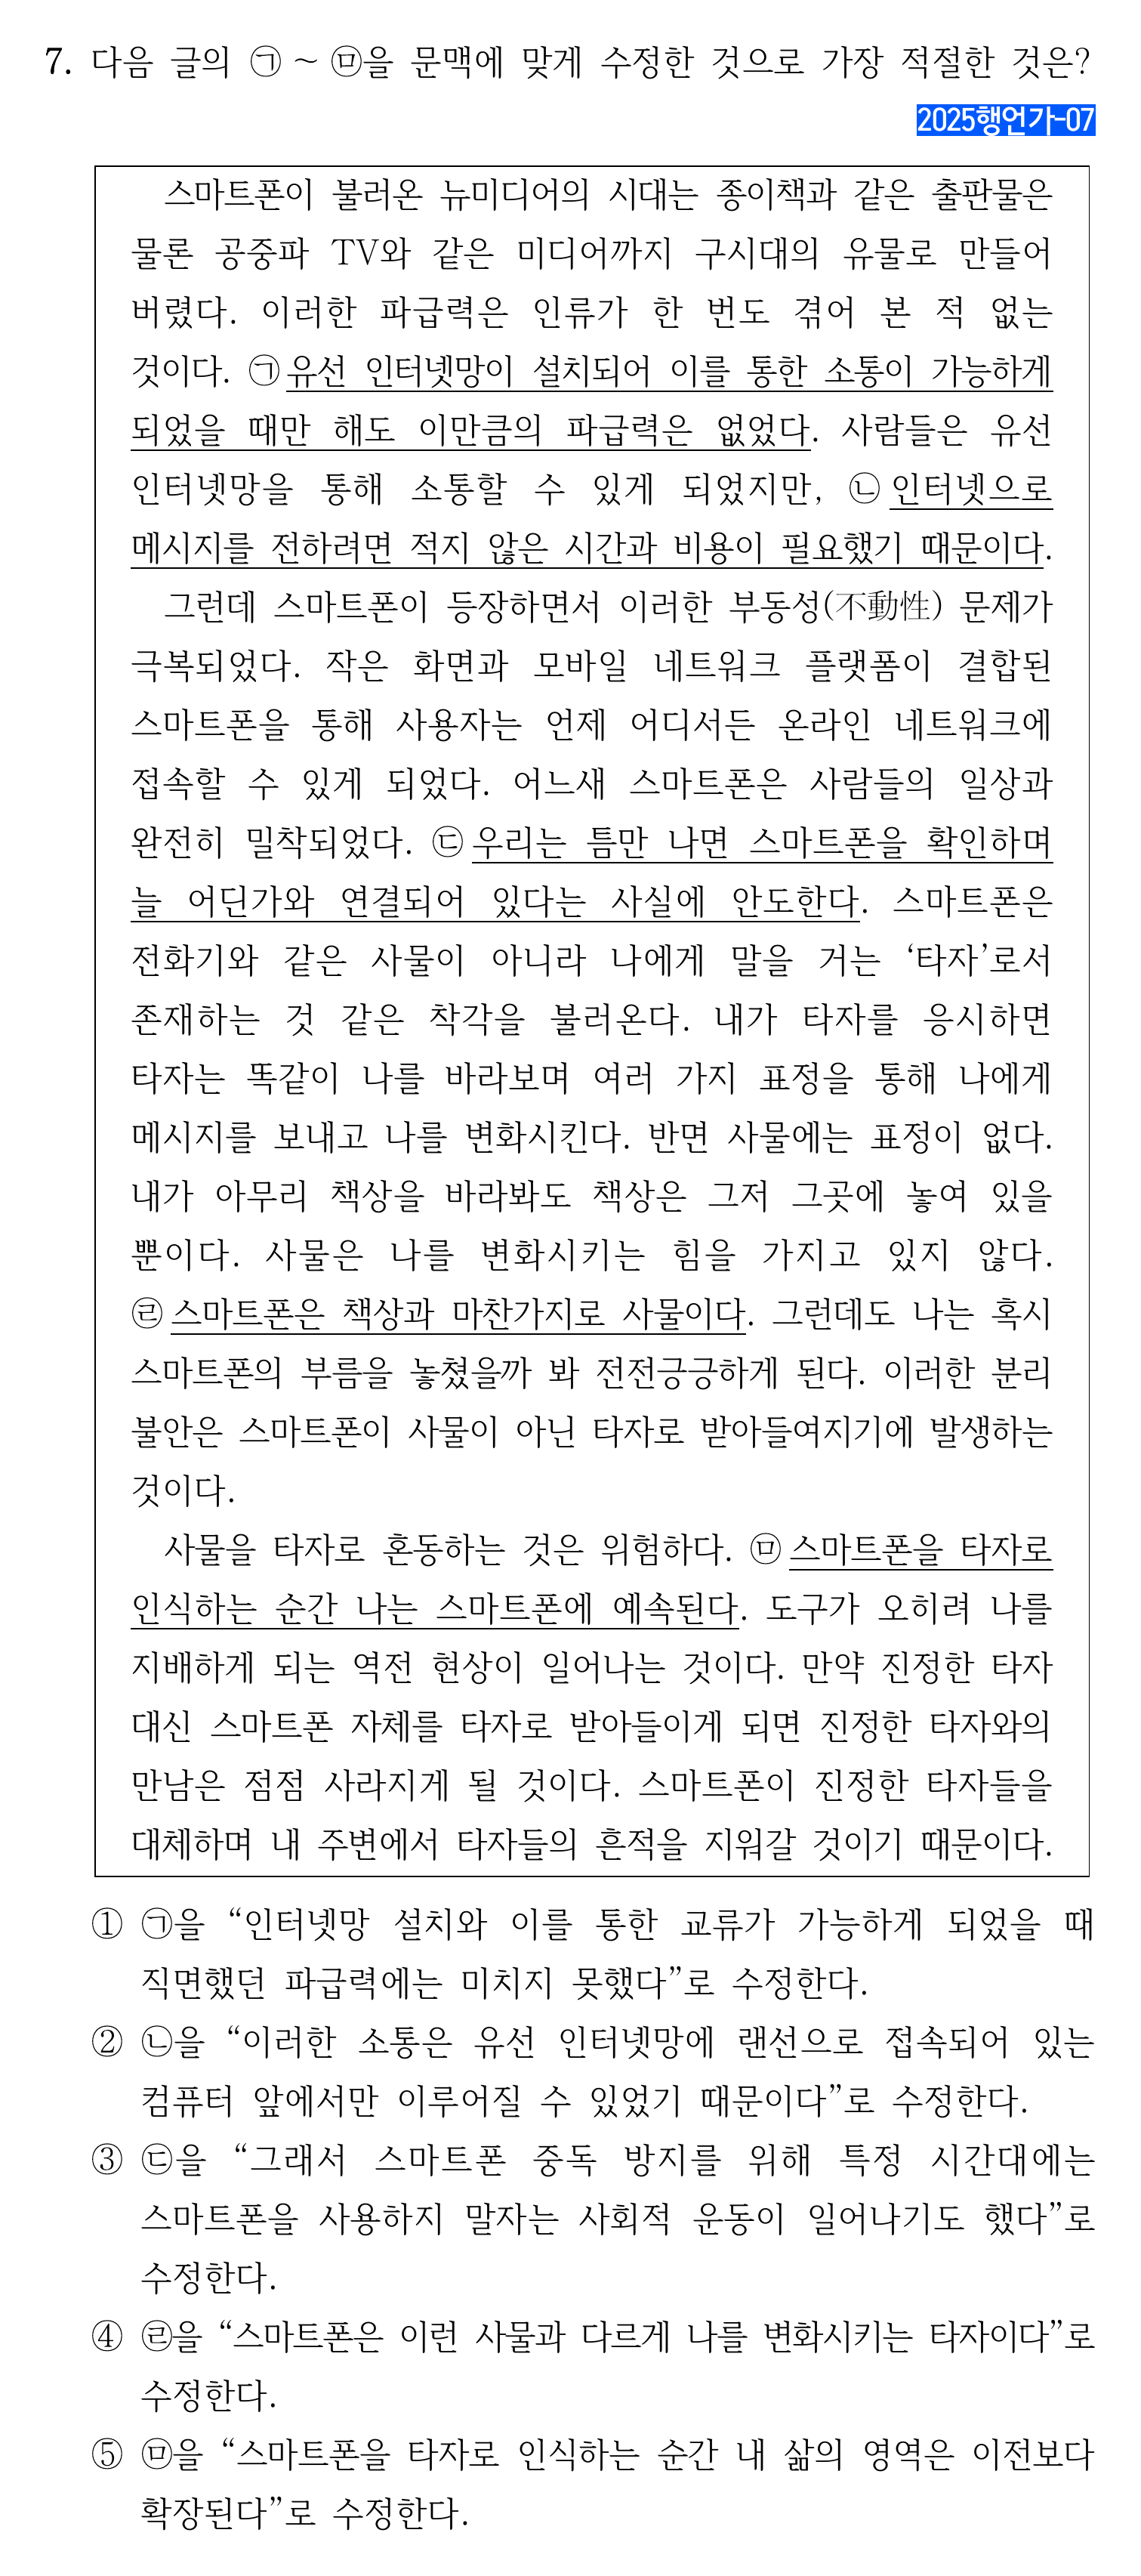 7. 다음 글의 ㉠ ~ ㉤을 문맥에 맞게 수정한 것으로 가장 적절한 것은?
2025행언가-07
스마트폰이 불러온 뉴미디어의 시대는 종이책과 같은 출판물은
물론 공중파 TV와 같은 미디어까지 구시대의 유물로 만들어
버렸다. 이러한 파급력은 인류가 한 번도 겪어 본 적 없는
것이다. ㉠유선 인터넷망이 설치되어 이를 통한 소통이 가능하게
되었을 때만 해도 이만큼의 파급력은 없었다. 사람들은 유선
인터넷망을 통해 소통할 수 있게 되었지만, ㉡인터넷으로
메시지를 전하려면 적지 않은 시간과 비용이 필요했기 때문이다.
그런데 스마트폰이 등장하면서 이러한 부동성(不動性) 문제가
극복되었다. 작은 화면과 모바일 네트워크 플랫폼이 결합된
스마트폰을 통해 사용자는 언제 어디서든 온라인 네트워크에
접속할 수 있게 되었다. 어느새 스마트폰은 사람들의 일상과
완전히 밀착되었다. ㉢우리는 틈만 나면 스마트폰을 확인하며
늘 어딘가와 연결되어 있다는 사실에 안도한다. 스마트폰은
전화기와 같은 사물이 아니라 나에게 말을 거는 ‘타자’로서
존재하는 것 같은 착각을 불러온다. 내가 타자를 응시하면
타자는 똑같이 나를 바라보며 여러 가지 표정을 통해 나에게
메시지를 보내고 나를 변화시킨다. 반면 사물에는 표정이 없다.
내가 아무리 책상을 바라봐도 책상은 그저 그곳에 놓여 있을
뿐이다. 사물은 나를 변화시키는 힘을 가지고 있지 않다.
㉣스마트폰은 책상과 마찬가지로 사물이다. 그런데도 나는 혹시
스마트폰의 부름을 놓쳤을까 봐 전전긍긍하게 된다. 이러한 분리
불안은 스마트폰이 사물이 아닌 타자로 받아들여지기에 발생하는
것이다.
사물을 타자로 혼동하는 것은 위험하다. ㉤스마트폰을 타자로
인식하는 순간 나는 스마트폰에 예속된다. 도구가 오히려 나를
지배하게 되는 역전 현상이 일어나는 것이다. 만약 진정한 타자
대신 스마트폰 자체를 타자로 받아들이게 되면 진정한 타자와의
만남은 점점 사라지게 될 것이다. 스마트폰이 진정한 타자들을
대체하며 내 주변에서 타자들의 흔적을 지워갈 것이기 때문이다.
① ㉠을 “인터넷망 설치와 이를 통한 교류가 가능하게 되었을 때
직면했던 파급력에는 미치지 못했다”로 수정한다.
② ㉡을 “이러한 소통은 유선 인터넷망에 랜선으로 접속되어 있는
컴퓨터 앞에서만 이루어질 수 있었기 때문이다”로 수정한다.
③ ㉢을 “그래서 스마트폰 중독 방지를 위해 특정 시간대에는
스마트폰을 사용하지 말자는 사회적 운동이 일어나기도 했다”로
수정한다.
④ ㉣을 “스마트폰은 이런 사물과 다르게 나를 변화시키는 타자이다”로
수정한다.
⑤ ㉤을 “스마트폰을 타자로 인식하는 순간 내 삶의 영역은 이전보다
확장된다”로 수정한다.